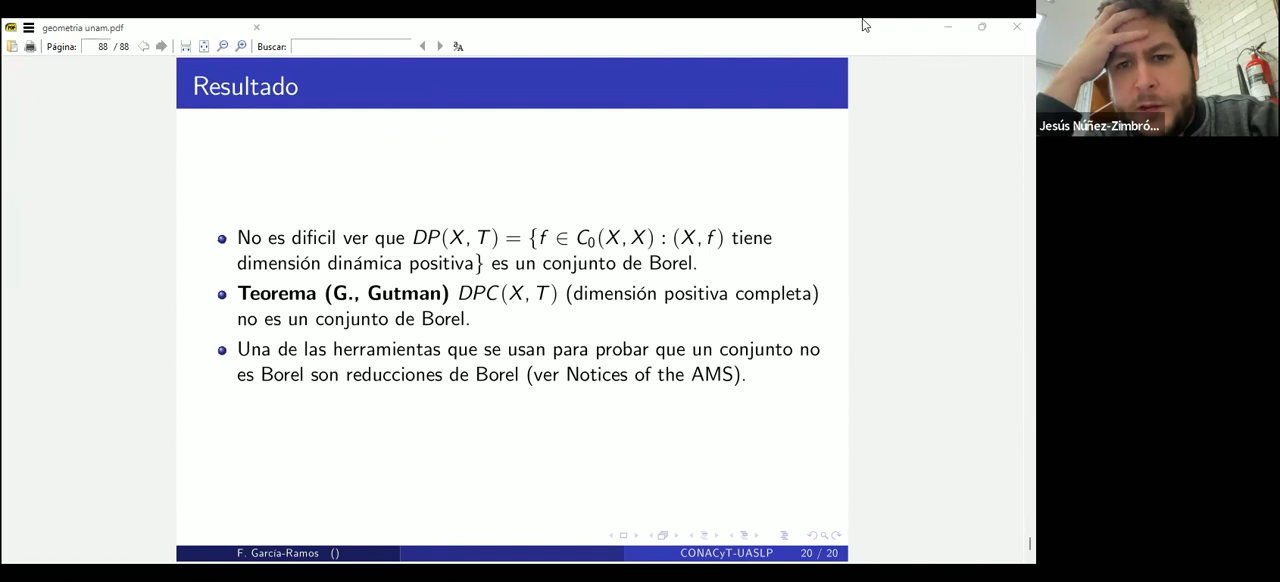 geometria unam.pdf
Página: 88 / 88 Buscar:
Resultado
No es dificil ver que DP(X, T) = {f ∈ C₀(X, X) : (X, f) tiene
dimensión dinámica positiva} es un conjunto de Borel.
Teorema (G., Gutman) DPC(X, T) (dimensión positiva completa)
no es un conjunto de Borel.
Una de las herramientas que se usan para probar que un conjunto no
es Borel son reducciones de Borel (ver Notices of the AMS).
F. García-Ramos () CONACyT-UASLP 20 / 20
Jesús Núñez-Zimbró...